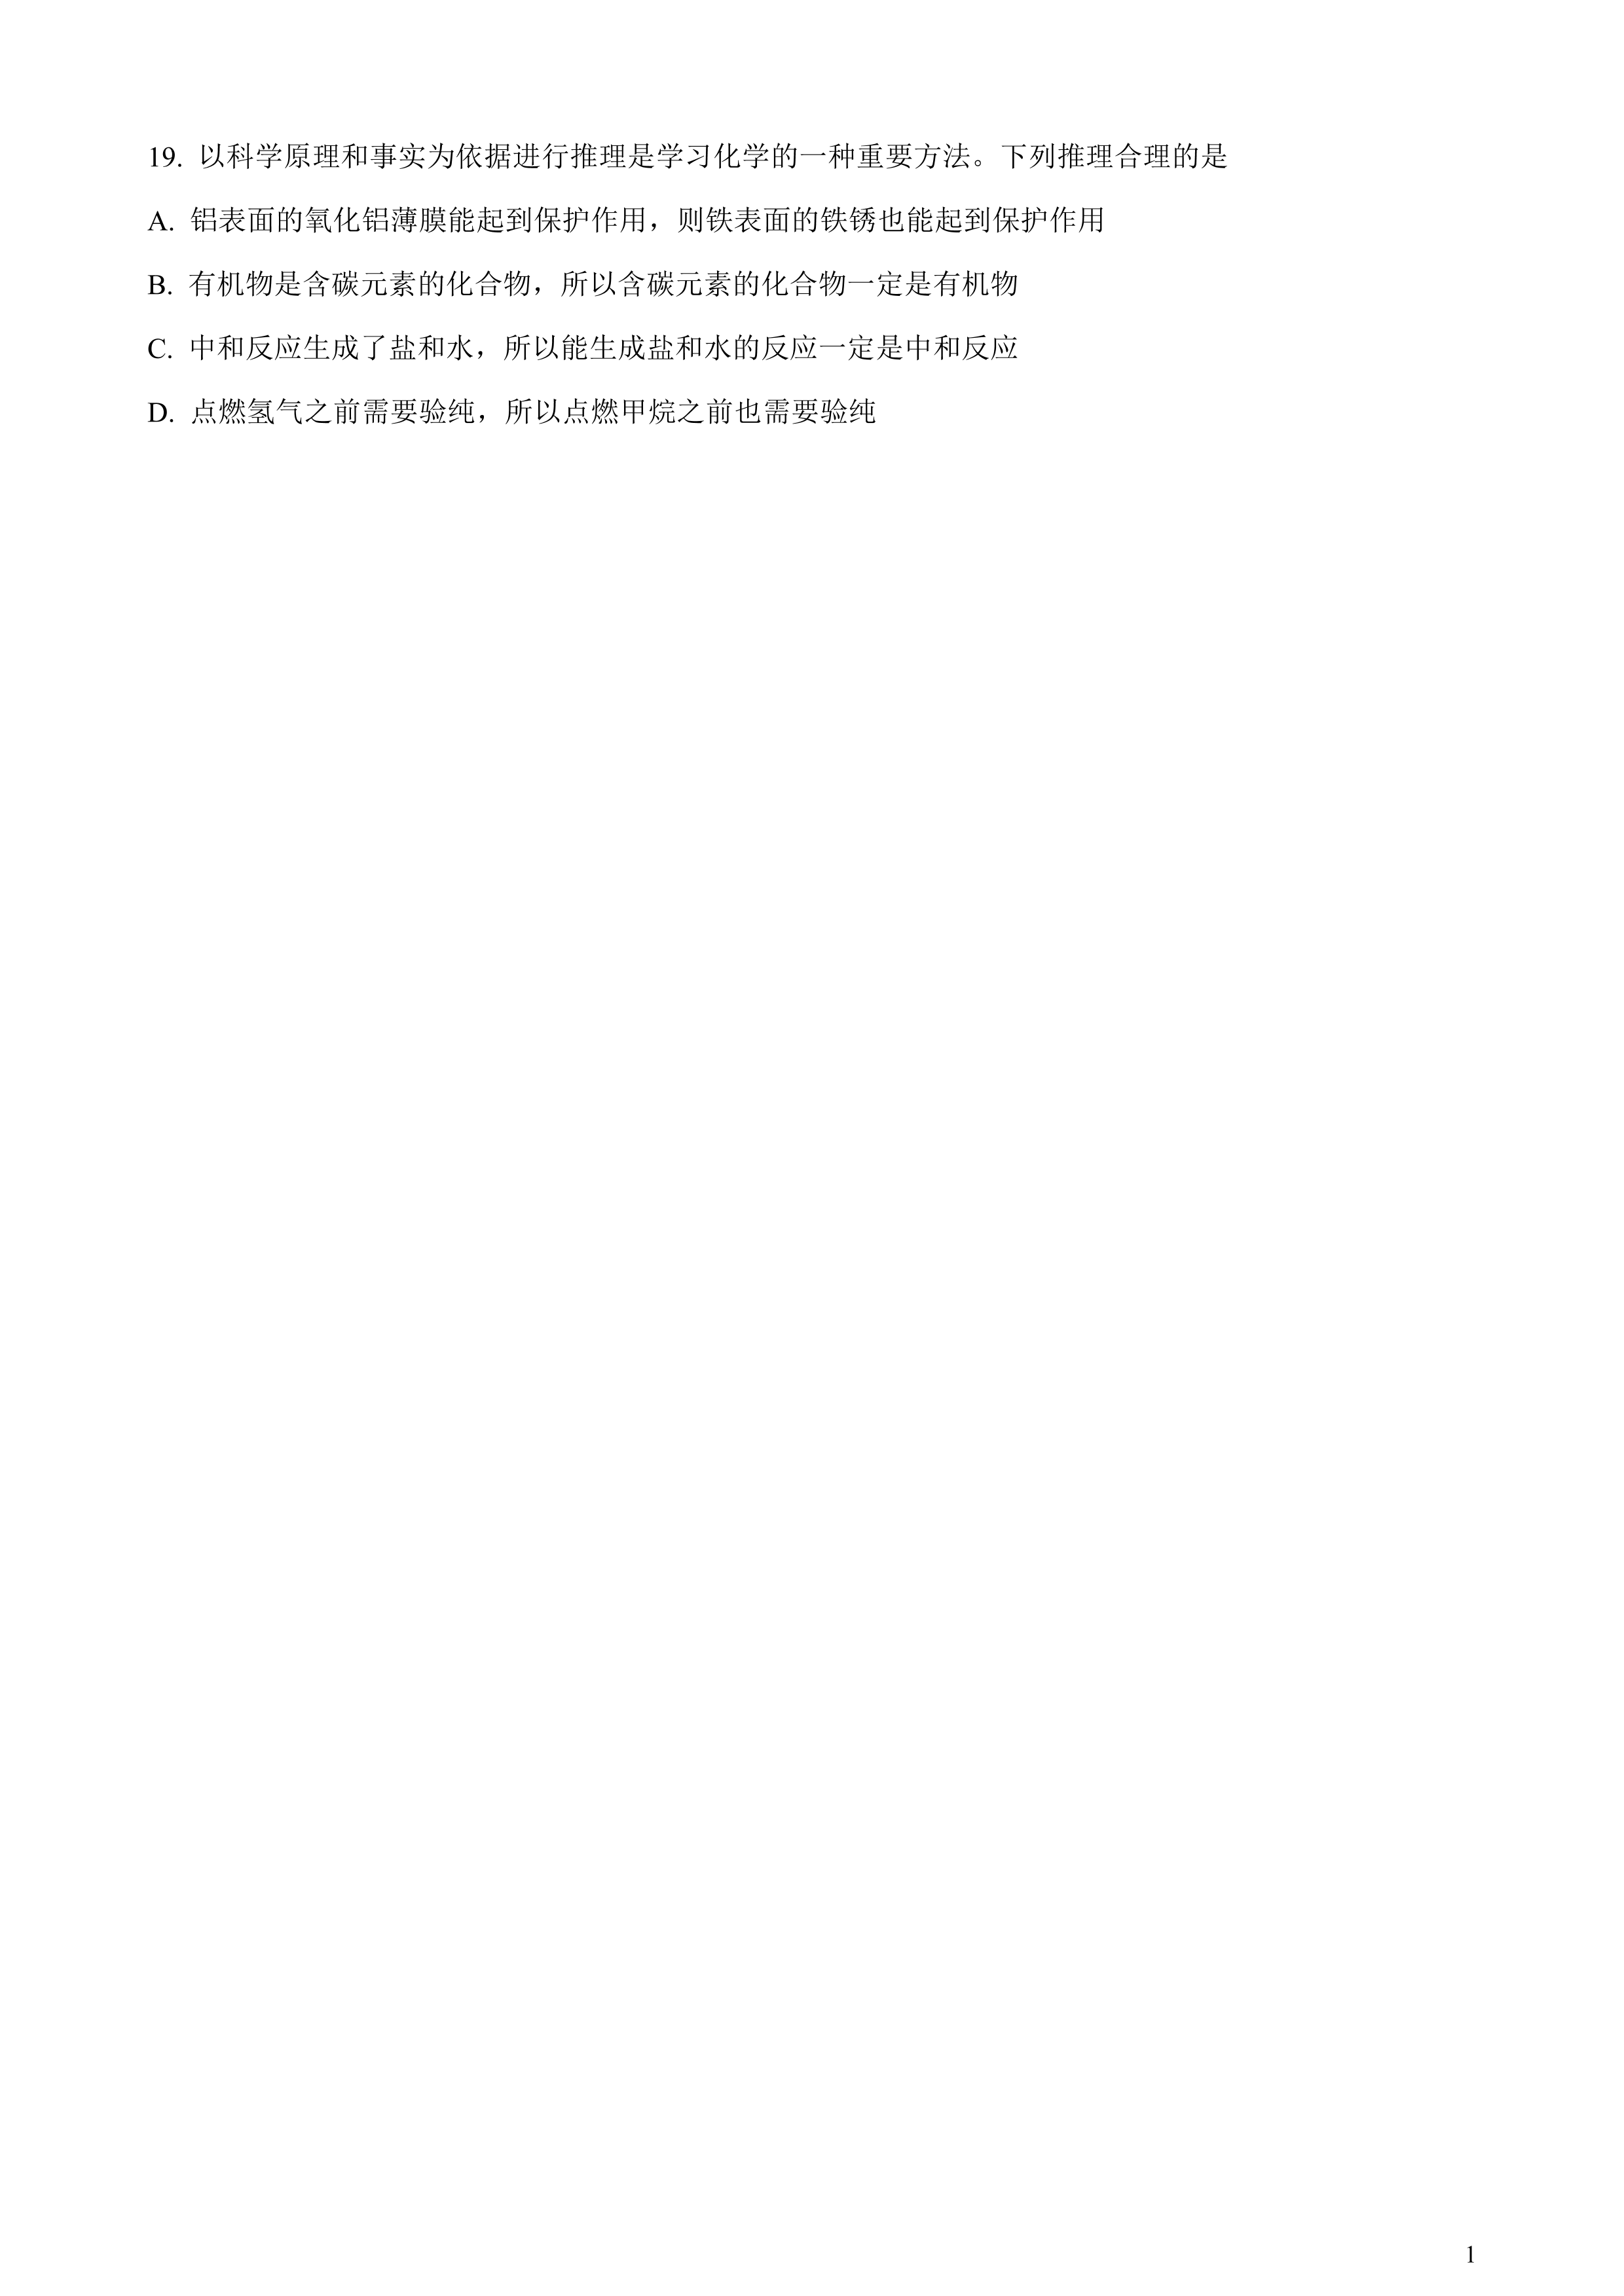 19. 以科学原理和事实为依据进行推理是学习化学的一种重要方法。下列推理合理的是
A. 铝表面的氧化铝薄膜能起到保护作用，则铁表面的铁锈也能起到保护作用
B. 有机物是含碳元素的化合物，所以含碳元素的化合物一定是有机物
C. 中和反应生成了盐和水，所以能生成盐和水的反应一定是中和反应
D. 点燃氢气之前需要验纯，所以点燃甲烷之前也需要验纯
1